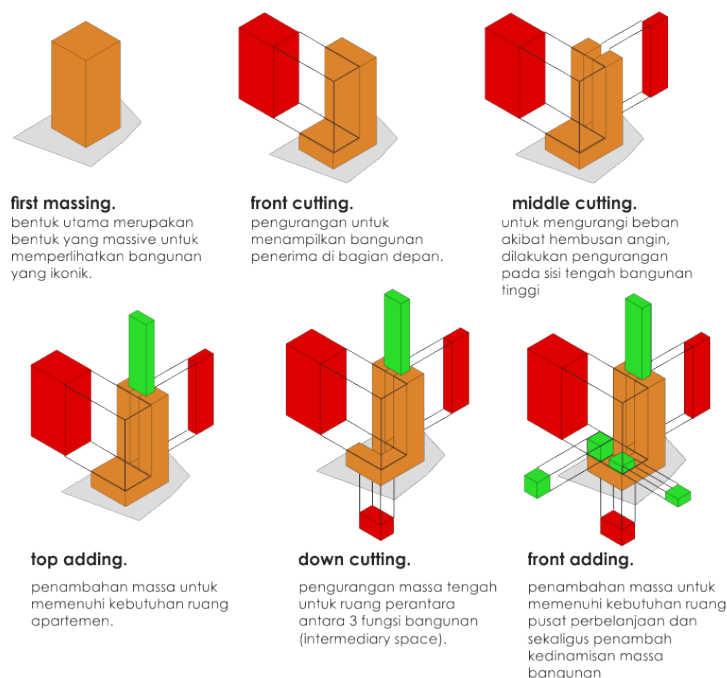 first massing.
bentuk utama merupakan
bentuk yang massive untuk
memperlihatkan bangunan
yang ikonik.
front cutting.
pengurangan untuk
menampilkan bangunan
penerima di bagian depan.
middle cutting.
untuk mengurangi beban
akibat hembusan angin,
dilakukan pengurangan
pada sisi tengah bangunan
tinggi
top adding.
penambahan massa untuk
memenuhi kebutuhan ruang
apartemen.
down cutting.
pengurangan massa tengah
untuk ruang perantara
antara 3 fungsi bangunan
(intermediary space).
front adding.
penambahan massa untuk
memenuhi kebutuhan ruang
pusat perbelanjaan dan
sekaligus penambah
kedinamisan massa
bangunan